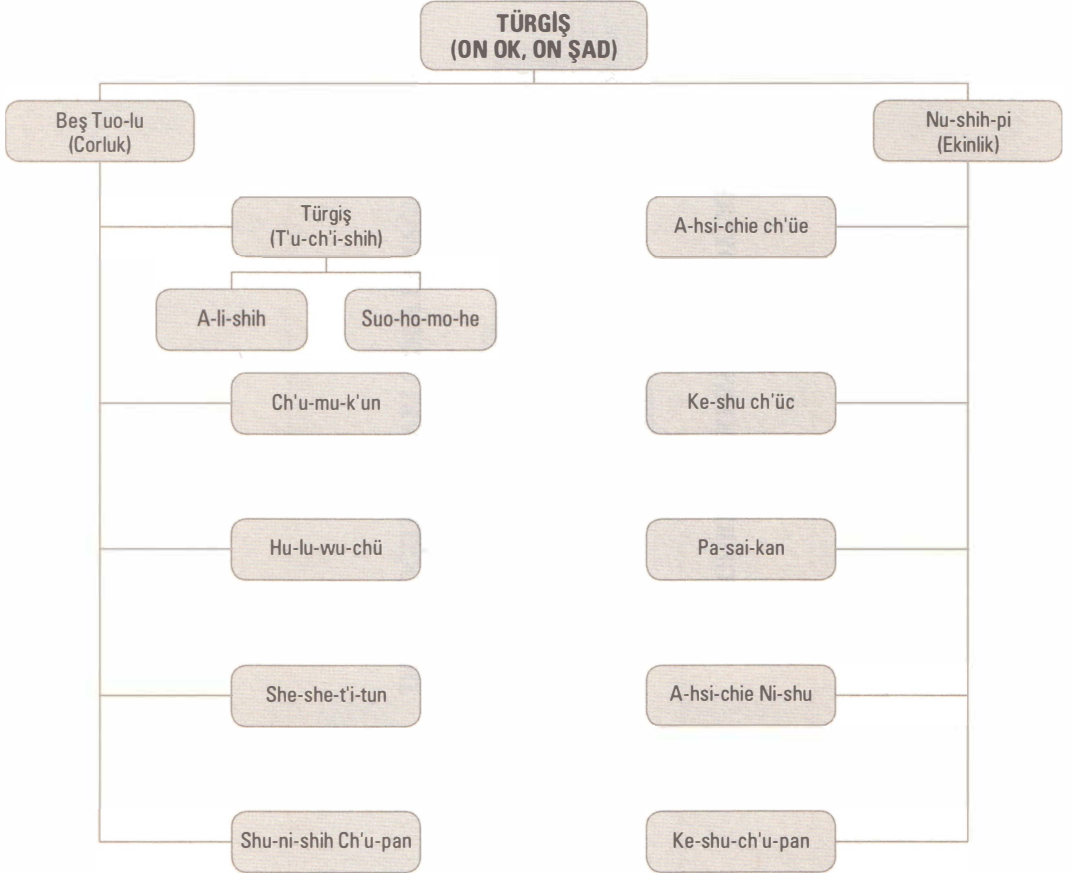 TÜRGİŞ
(ON OK, ON ŞAD)
Beş Tuo-lu
(Corluk)
Nu-shih-pi
(Ekinlik)
Türgiş
(T'u-ch'i-shih)
A-hsi-chie ch'üe
A-li-shih
Suo-ho-mo-he
Ch'u-mu-k'un
Ke-shu ch'üc
Hu-lu-wu-chü
Pa-sai-kan
She-she-t'i-tun
A-hsi-chie Ni-shu
Shu-ni-shih Ch'u-pan
Ke-shu-ch'u-pan